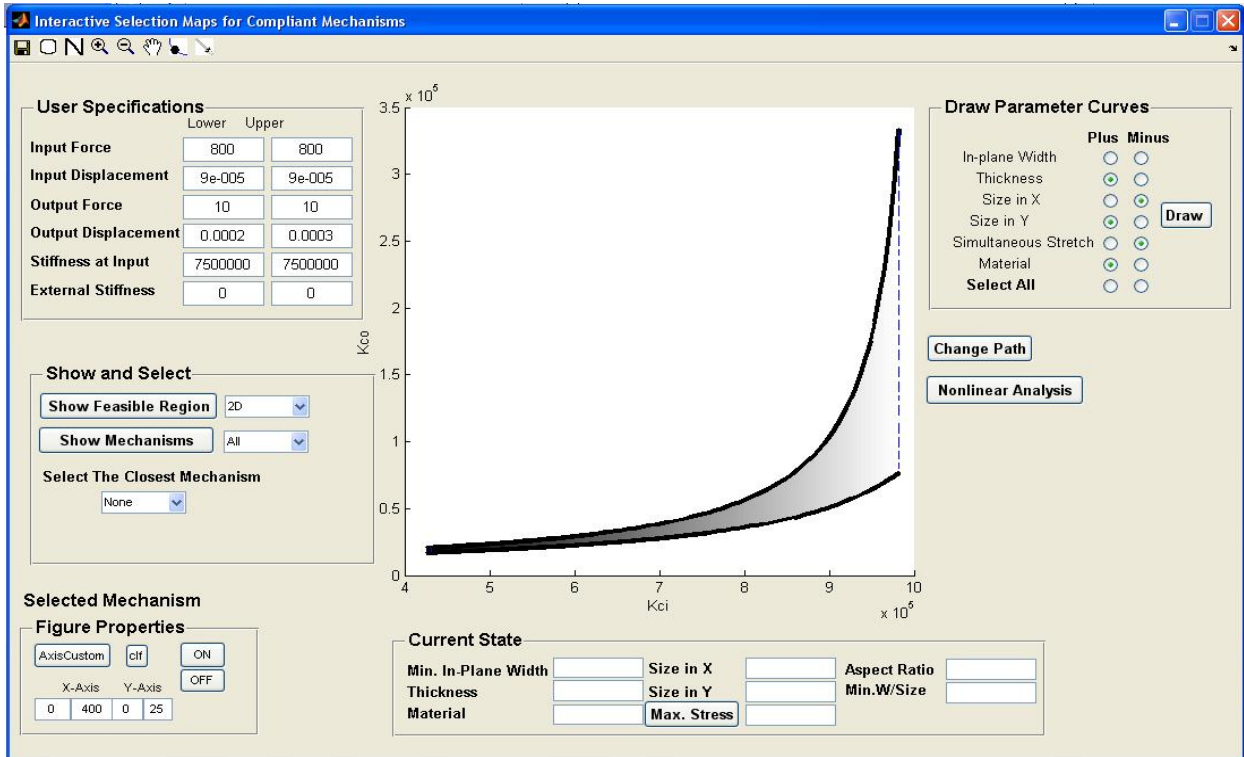 Interactive Selection Maps for Compliant Mechanisms
User Specifications
Lower Upper
Input Force 800 800
Input Displacement 9e-005 9e-005
Output Force 10 10
Output Displacement 0.0002 0.0003
Stiffness at Input 7500000 7500000
External Stiffness 0 0
Show and Select
Show Feasible Region 2D
Show Mechanisms All
Select The Closest Mechanism
None
Selected Mechanism
Figure Properties
AxisCustom clf ON
OFF
X-Axis Y-Axis
0 400 0 25
x 10^5
3.5
3
2.5
2
1.5
1
0.5
0
Kco
4 5 6 7 8 9 10
Kci
x 10^5
Draw Parameter Curves
Plus Minus
In-plane Width
Thickness
Size in X
Size in Y
Simultaneous Stretch
Material
Select All
Draw
Change Path
Nonlinear Analysis
Current State
Min. In-Plane Width Size in X Aspect Ratio
Thickness Size in Y Min.W/Size
Material Max. Stress